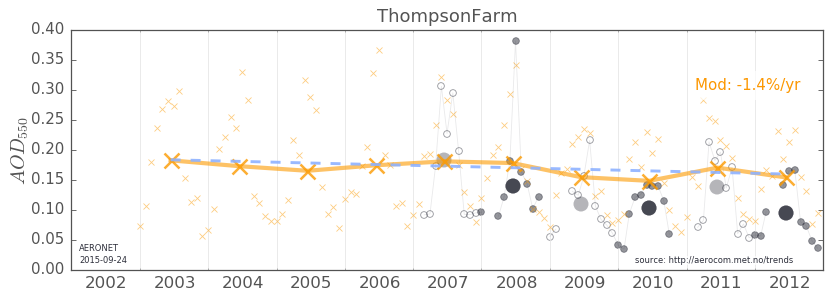 ThompsonFarm
0.40
0.35
0.30
0.25
0.20
0.15
0.10
0.05
0.00
AOD550
Mod: -1.4%/yr
AERONET
2015-09-24
source: http://aerocom.met.no/trends
2002 2003 2004 2005 2006 2007 2008 2009 2010 2011 2012